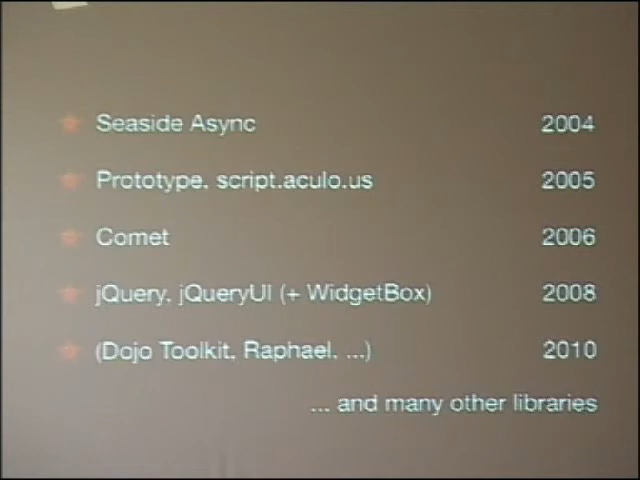 Seaside Async 2004
Prototype, script.aculo.us 2005
Comet 2006
jQuery, jQueryUI (+ WidgetBox) 2008
(Dojo Toolkit, Raphael, ...) 2010
... and many other libraries